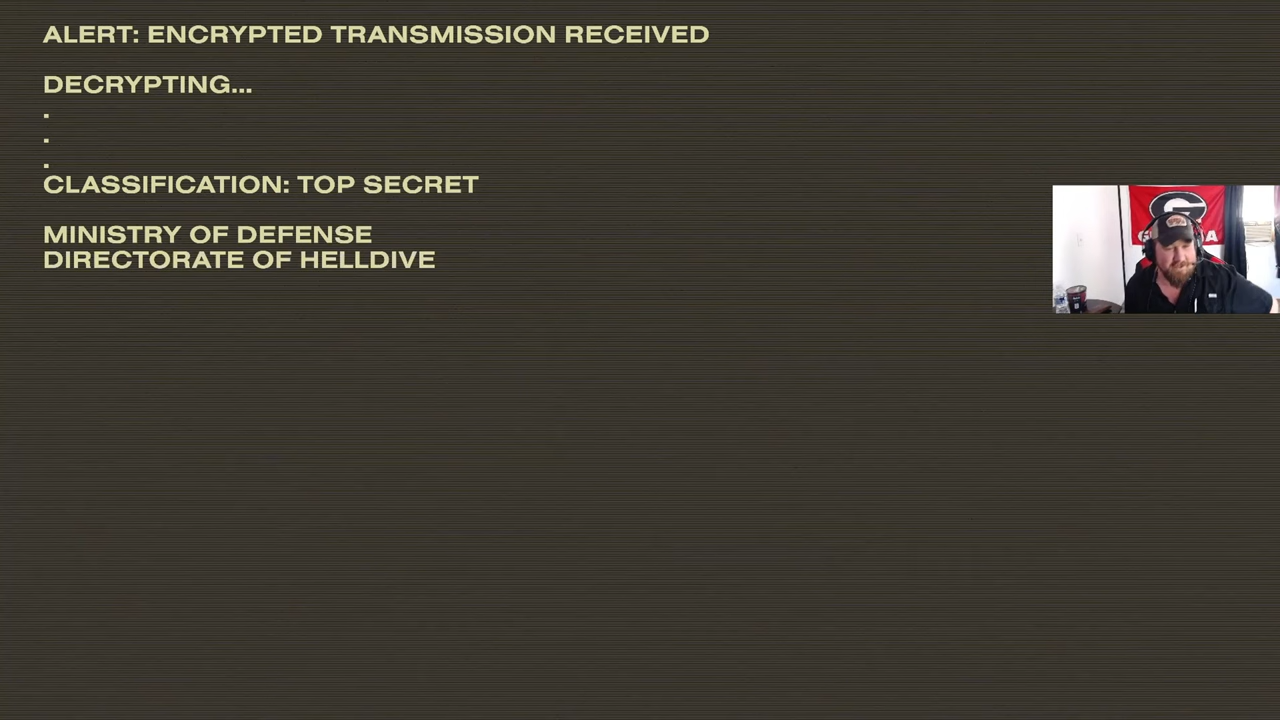 ALERT: ENCRYPTED TRANSMISSION RECEIVED
DECRYPTING...
.
.
.
CLASSIFICATION: TOP SECRET
MINISTRY OF DEFENSE
DIRECTORATE OF HELLDIVE
G